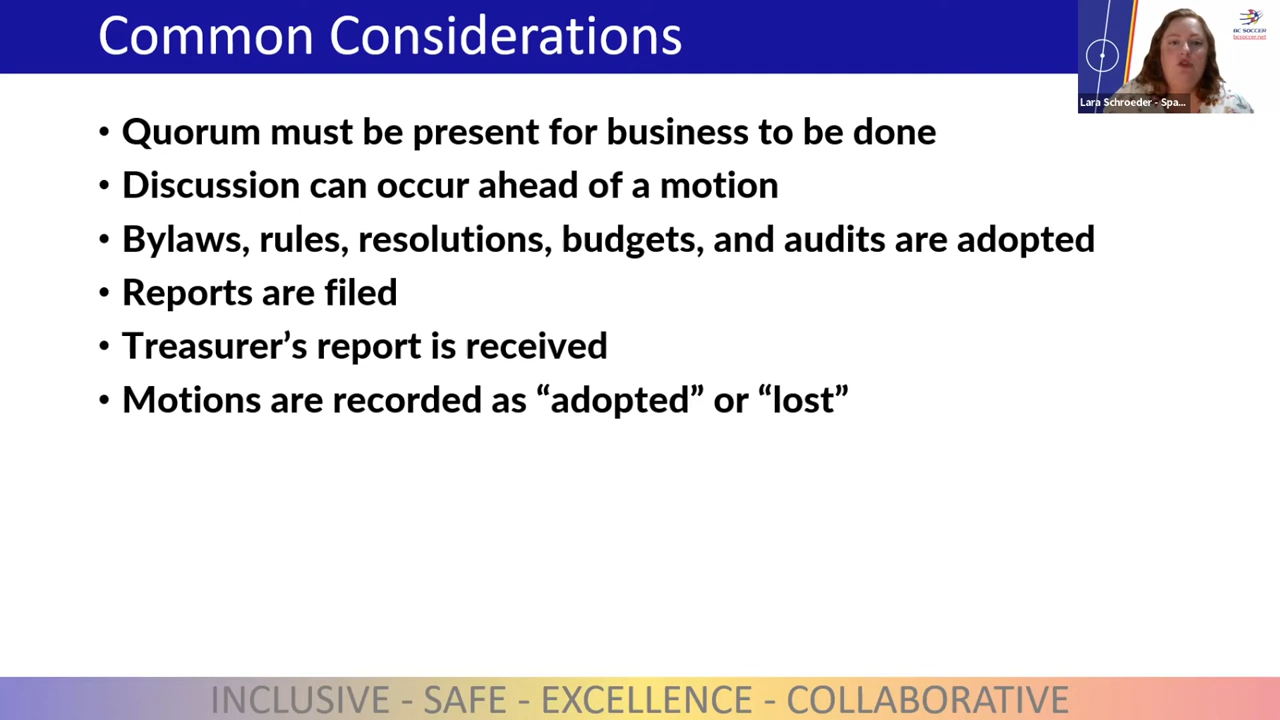 Common Considerations
BC SOCCER
bcsoccer.net
Lara Schroeder - Spa...
• Quorum must be present for business to be done
• Discussion can occur ahead of a motion
• Bylaws, rules, resolutions, budgets, and audits are adopted
• Reports are filed
• Treasurer’s report is received
• Motions are recorded as “adopted” or “lost”
INCLUSIVE - SAFE - EXCELLENCE - COLLABORATIVE